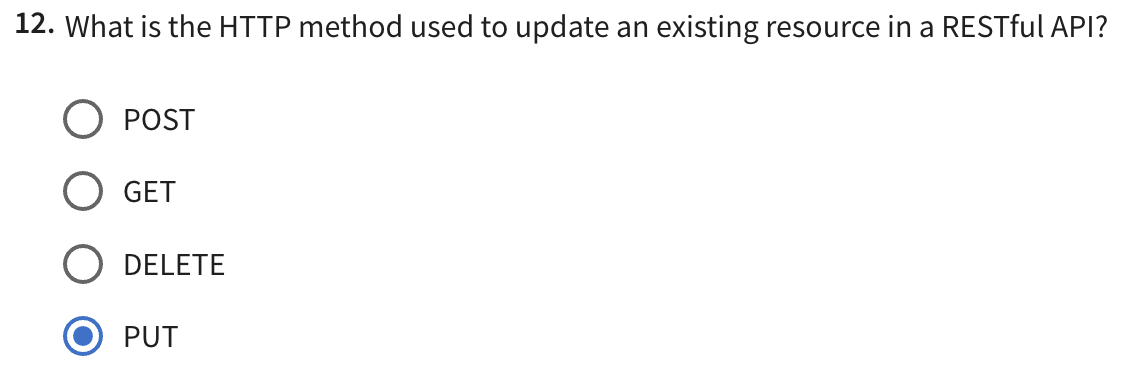 12. What is the HTTP method used to update an existing resource in a RESTful API?
POST
GET
DELETE
PUT